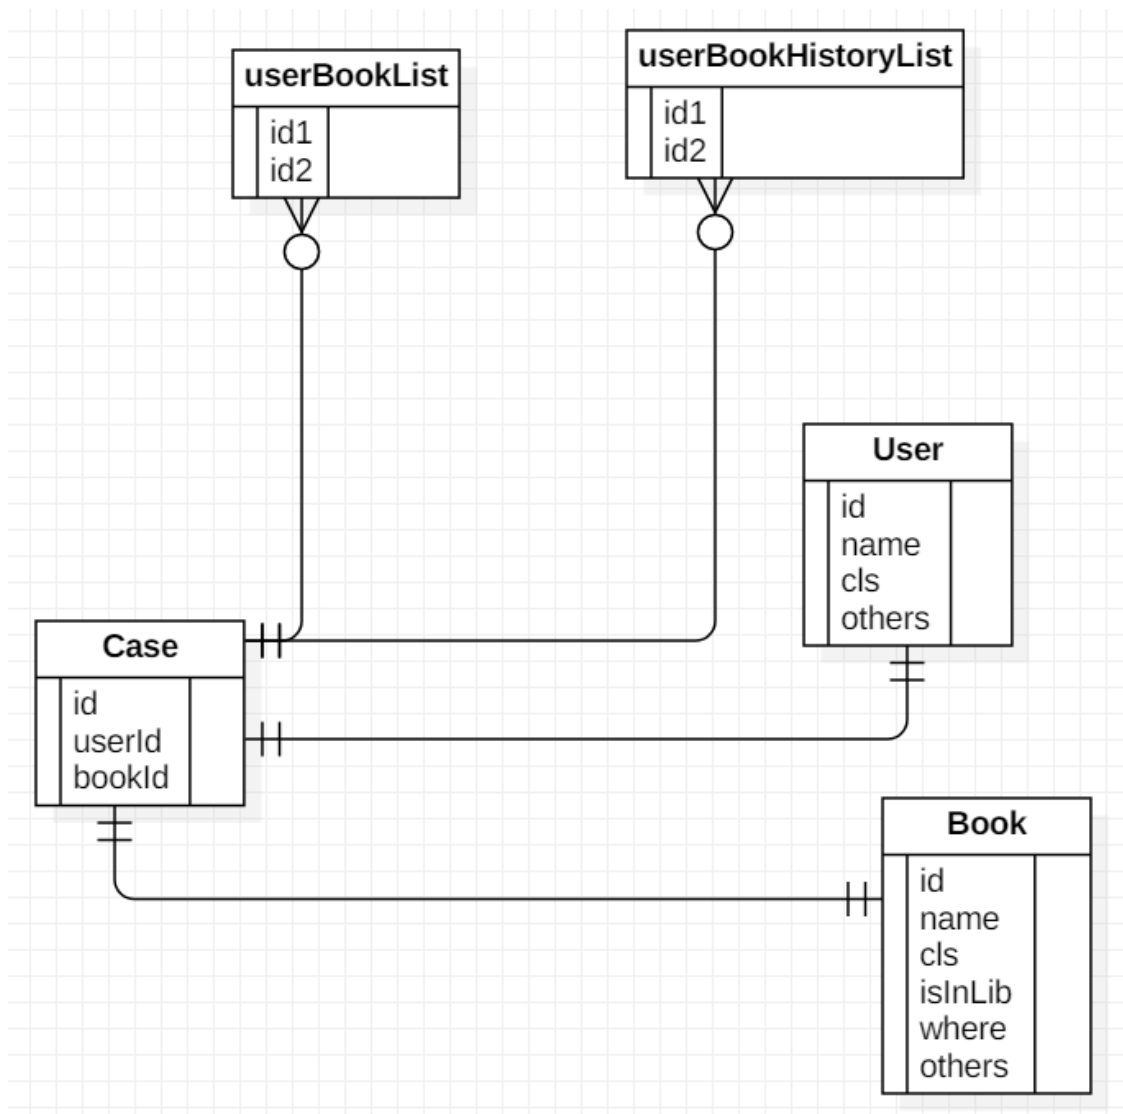 userBookList
id1
id2
userBookHistoryList
id1
id2
User
id
name
cls
others
Case
id
userId
bookId
Book
id
name
cls
isInLib
where
others